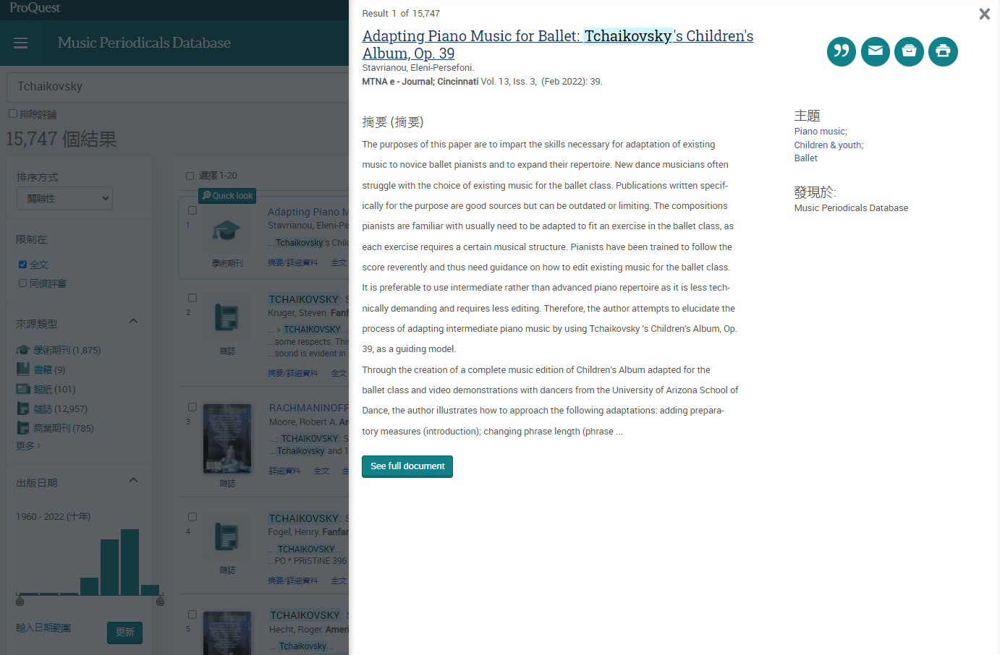 ProQuest
Music Periodicals Database
Tchaikovsky
排除評論
15,747 個結果
排序方式
關聯性
限制在
全文
同儕評審
來源類型
學術期刊 (1,875)
書籍 (9)
報紙 (101)
雜誌 (12,957)
商業期刊 (785)
更多 ›
出版日期
1960 - 2022 (十年)
輸入日期範圍
更新
選擇 1-20
Quick look
1
Adapting Piano M
Stavrianou, Eleni-Pe
...Tchaikovsky's Chilc
摘要/詳細資料 全文
學術期刊
2
TCHAIKOVSKY: S
Kruger, Steven. Fanf
... » TCHAIKOVSKY...
...some respects. This
...sound is evident in
雜誌
摘要/詳細資料 全文
3
RACHMANINOFF
Moore, Robert A. An
...; TCHAIKOVSKY: S
...Tchaikovsky and 1
詳細資料 全文
雜誌
4
TCHAIKOVSKY: S
Fogel, Henry. Fanfar
... TCHAIKOVSKY...
...PO * PRiSTiNE 396
雜誌
摘要/詳細資料 全文
5
TCHAIKOVSKY: S
Hecht, Roger. Ameri
... Tchaikovsky...
Result 1 of 15,747
Adapting Piano Music for Ballet: Tchaikovsky's Children's
Album, Op. 39
Stavrianou, Eleni-Persefoni.
MTNA e - Journal; Cincinnati Vol. 13, Iss. 3, (Feb 2022): 39.
摘要 (摘要)
The purposes of this paper are to impart the skills necessary for adaptation of existing
music to novice ballet pianists and to expand their repertoire. New dance musicians often
struggle with the choice of existing music for the ballet class. Publications written specif-
ically for the purpose are good sources but can be outdated or limiting. The compositions
pianists are familiar with usually need to be adapted to fit an exercise in the ballet class, as
each exercise requires a certain musical structure. Pianists have been trained to follow the
score reverently and thus need guidance on how to edit existing music for the ballet class.
It is preferable to use intermediate rather than advanced piano repertoire as it is less tech-
nically demanding and requires less editing. Therefore, the author attempts to elucidate the
process of adapting intermediate piano music by using Tchaikovsky 's Children's Album, Op.
39, as a guiding model.
Through the creation of a complete music edition of Children's Album adapted for the
ballet class and video demonstrations with dancers from the University of Arizona School of
Dance, the author illustrates how to approach the following adaptations: adding prepara-
tory measures (introduction); changing phrase length (phrase ...
See full document
主題
Piano music;
Children & youth;
Ballet
發現於:
Music Periodicals Database